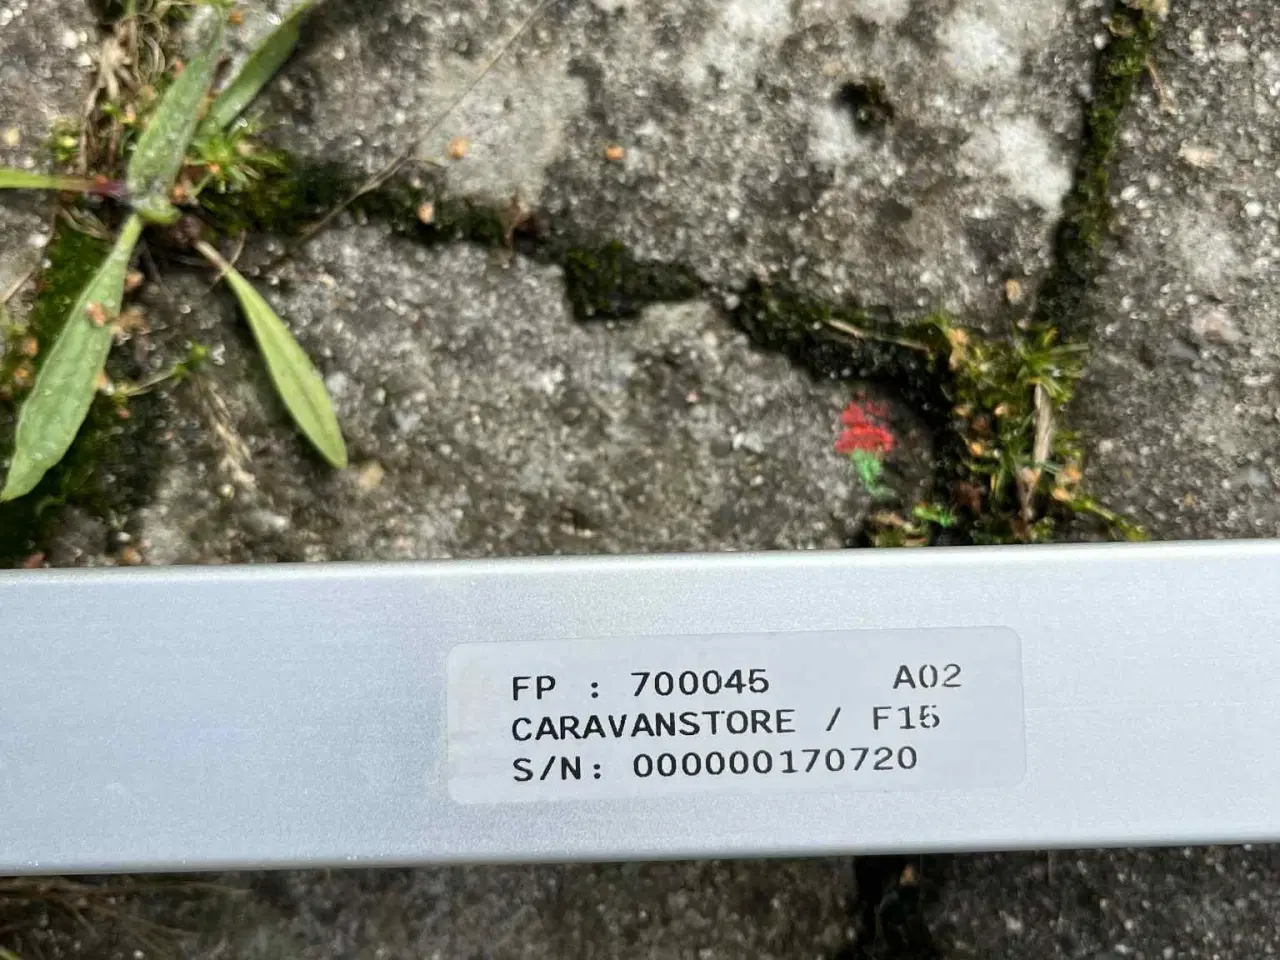 FP : 700045 A02
CARAVANSTORE / F15
S/N: 000000170720